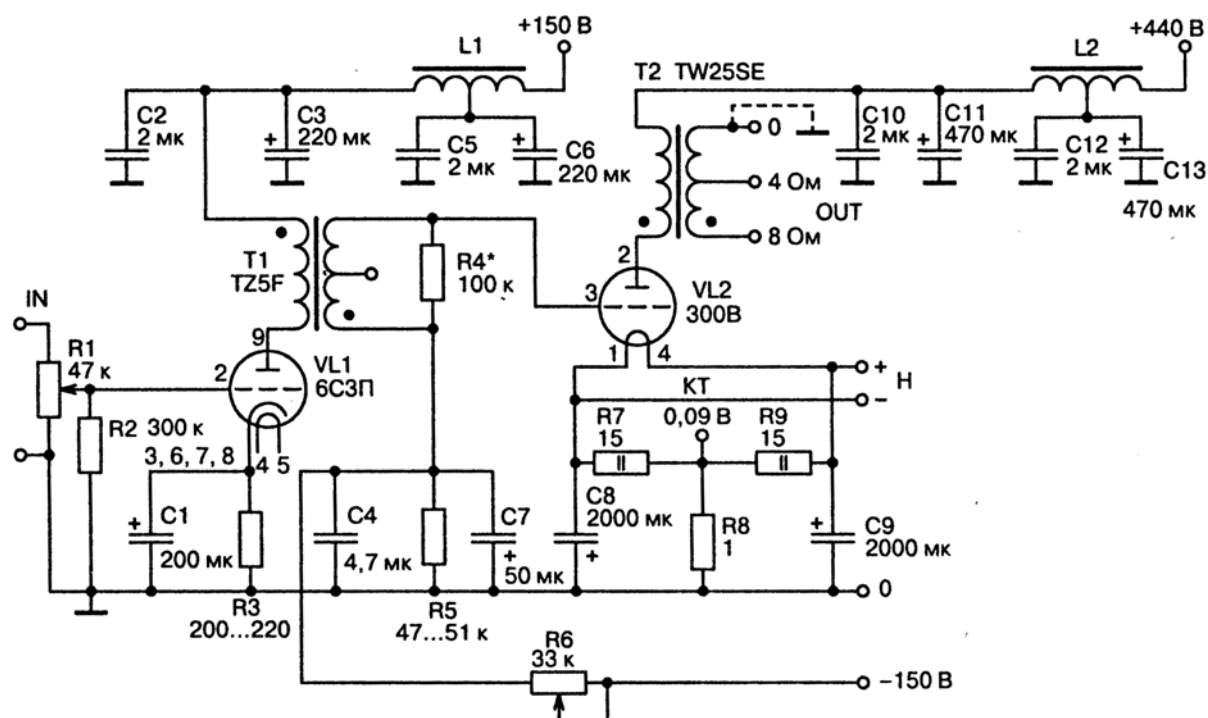 +150 В
L1
C2
2 мк
C3
220 мк
C5
2 мк
C6
220 мк
T2 TW25SE
+440 В
L2
0
4 Ом
8 Ом
OUT
C10
2 мк
C11
470 мк
C12
2 мк
C13
470 мк
T1
TZ5F
R4*
100 к
IN
R1
47 к
R2
300 к
9
2
VL1
6С3П
3, 6, 7, 8
4
5
2
3
VL2
300В
1
4
+
−
Н
КТ
0,09 В
R7
15
R9
15
C1
200 мк
+
R3
200...220
C4
4,7 мк
R5
47...51 к
C7
50 мк
+
C8
2000 мк
+
R8
1
C9
2000 мк
+
0
R6
33 к
−150 В